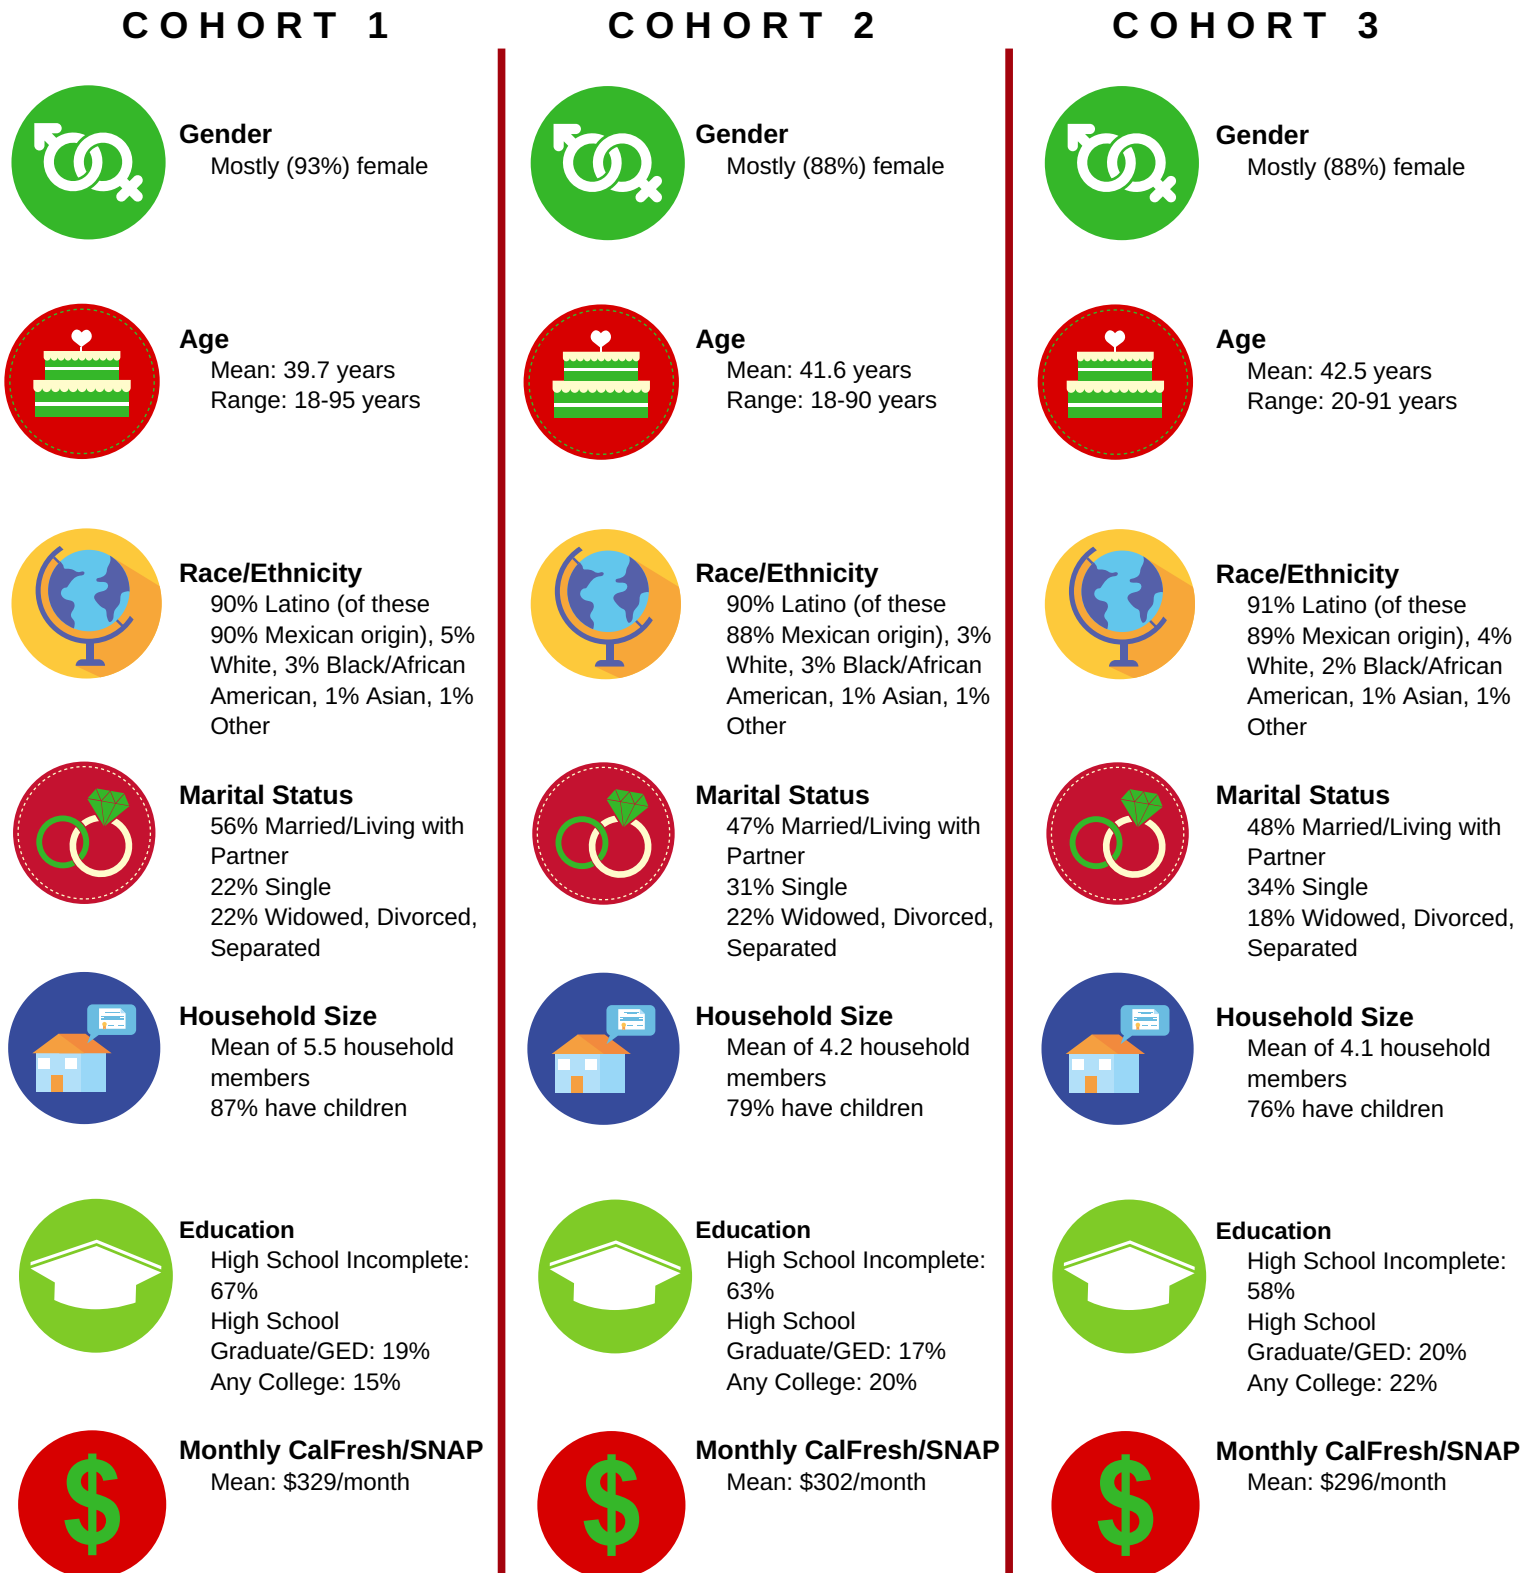 COHORT 1
Gender
Mostly (93%) female
Age
Mean: 39.7 years
Range: 18-95 years
Race/Ethnicity
90% Latino (of these
90% Mexican origin), 5%
White, 3% Black/African
American, 1% Asian, 1%
Other
Marital Status
56% Married/Living with
Partner
22% Single
22% Widowed, Divorced,
Separated
Household Size
Mean of 5.5 household
members
87% have children
Education
High School Incomplete:
67%
High School
Graduate/GED: 19%
Any College: 15%
Monthly CalFresh/SNAP
Mean: $329/month
$
COHORT 2
Gender
Mostly (88%) female
Age
Mean: 41.6 years
Range: 18-90 years
Race/Ethnicity
90% Latino (of these
88% Mexican origin), 3%
White, 3% Black/African
American, 1% Asian, 1%
Other
Marital Status
47% Married/Living with
Partner
31% Single
22% Widowed, Divorced,
Separated
Household Size
Mean of 4.2 household
members
79% have children
Education
High School Incomplete:
63%
High School
Graduate/GED: 17%
Any College: 20%
Monthly CalFresh/SNAP
Mean: $302/month
$
COHORT 3
Gender
Mostly (88%) female
Age
Mean: 42.5 years
Range: 20-91 years
Race/Ethnicity
91% Latino (of these
89% Mexican origin), 4%
White, 2% Black/African
American, 1% Asian, 1%
Other
Marital Status
48% Married/Living with
Partner
34% Single
18% Widowed, Divorced,
Separated
Household Size
Mean of 4.1 household
members
76% have children
Education
High School Incomplete:
58%
High School
Graduate/GED: 20%
Any College: 22%
Monthly CalFresh/SNAP
Mean: $296/month
$